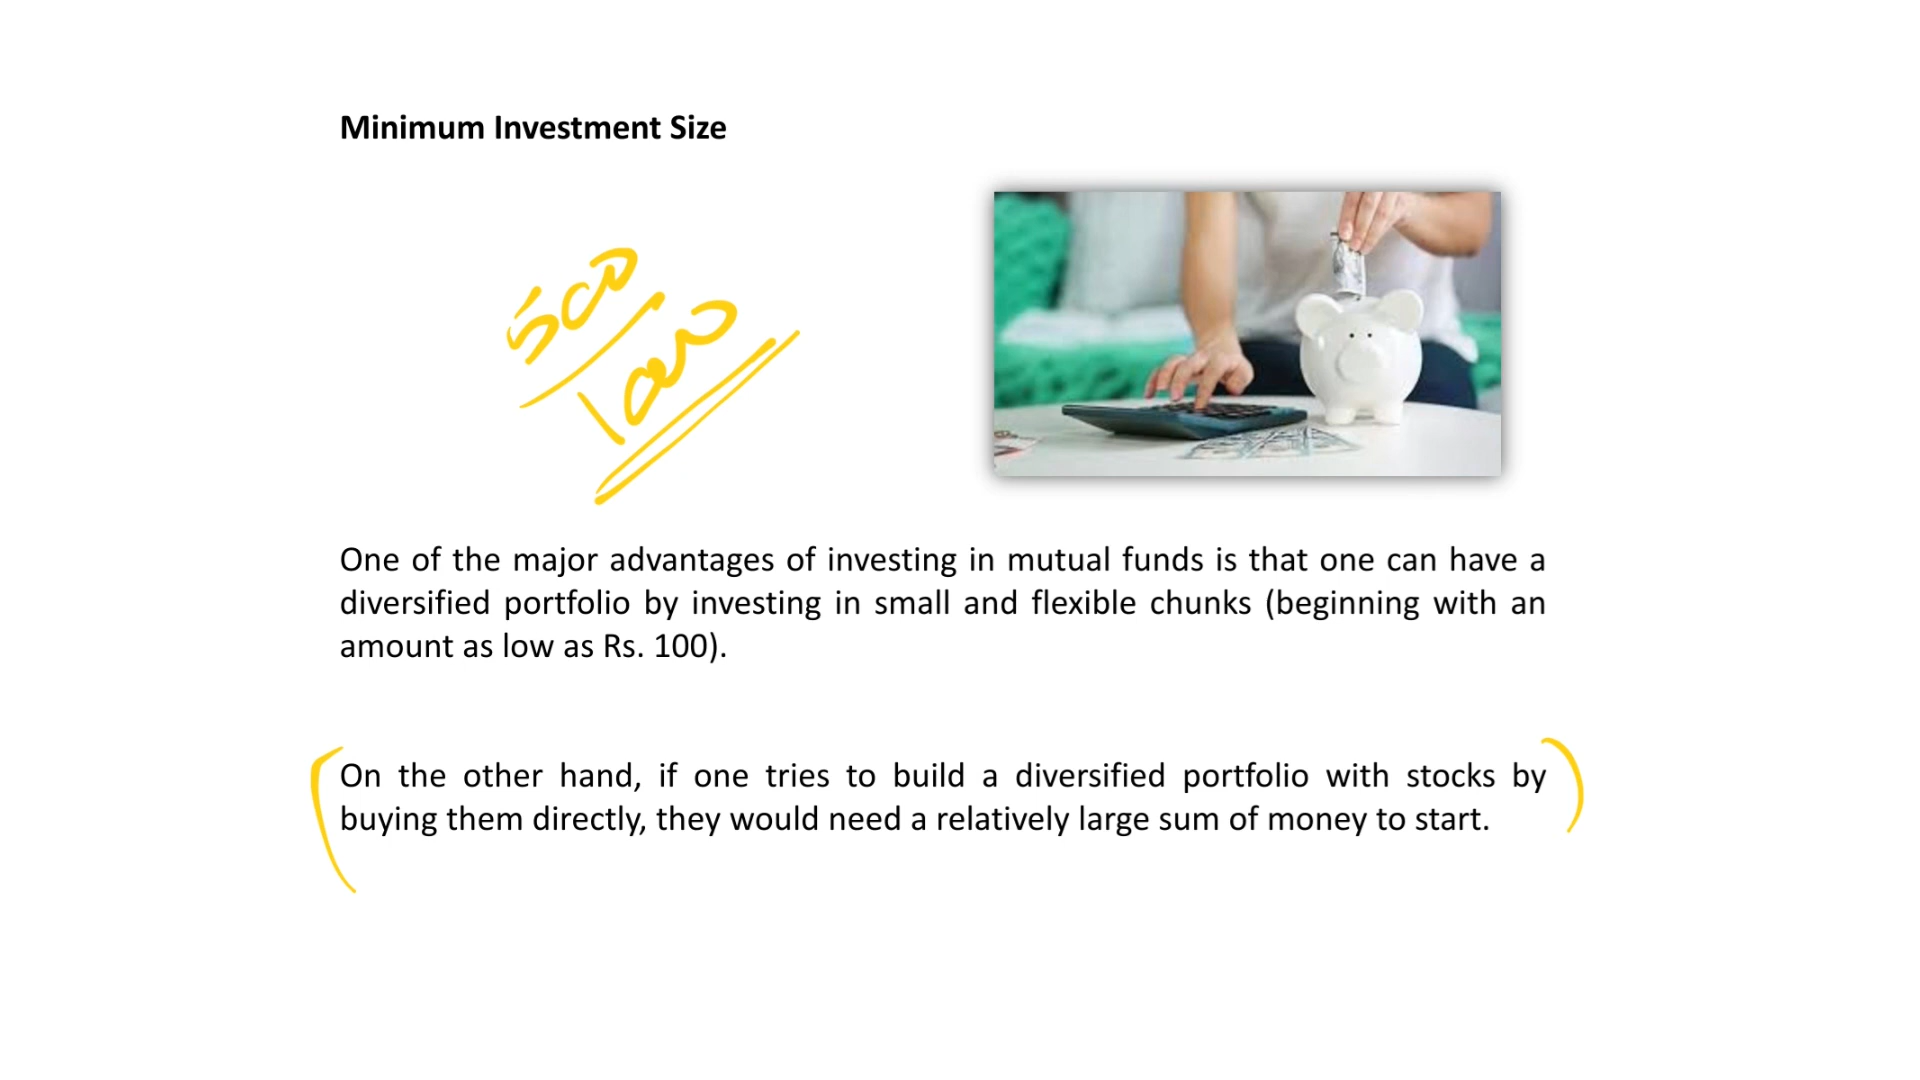 Minimum Investment Size
500
1000
One of the major advantages of investing in mutual funds is that one can have a
diversified portfolio by investing in small and flexible chunks (beginning with an
amount as low as Rs. 100).
On the other hand, if one tries to build a diversified portfolio with stocks by
buying them directly, they would need a relatively large sum of money to start.